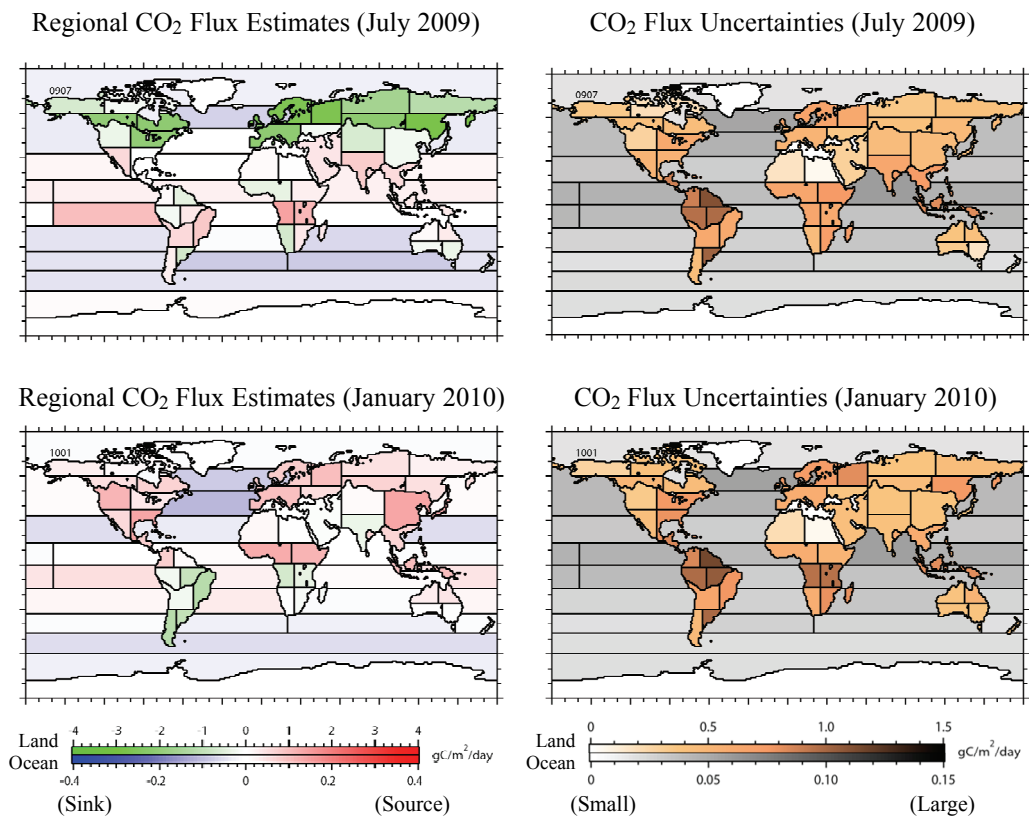 Regional CO2 Flux Estimates (July 2009)
CO2 Flux Uncertainties (July 2009)
0907
0907
Regional CO2 Flux Estimates (January 2010)
CO2 Flux Uncertainties (January 2010)
1001
1001
Land -4 -3 -2 -1 0 1 2 3 4 gC/m2/day
Ocean -0.4 -0.2 0 0.2 0.4
(Sink) (Source)
Land 0 0.5 1.0 1.5 gC/m2/day
Ocean 0 0.05 0.10 0.15
(Small) (Large)